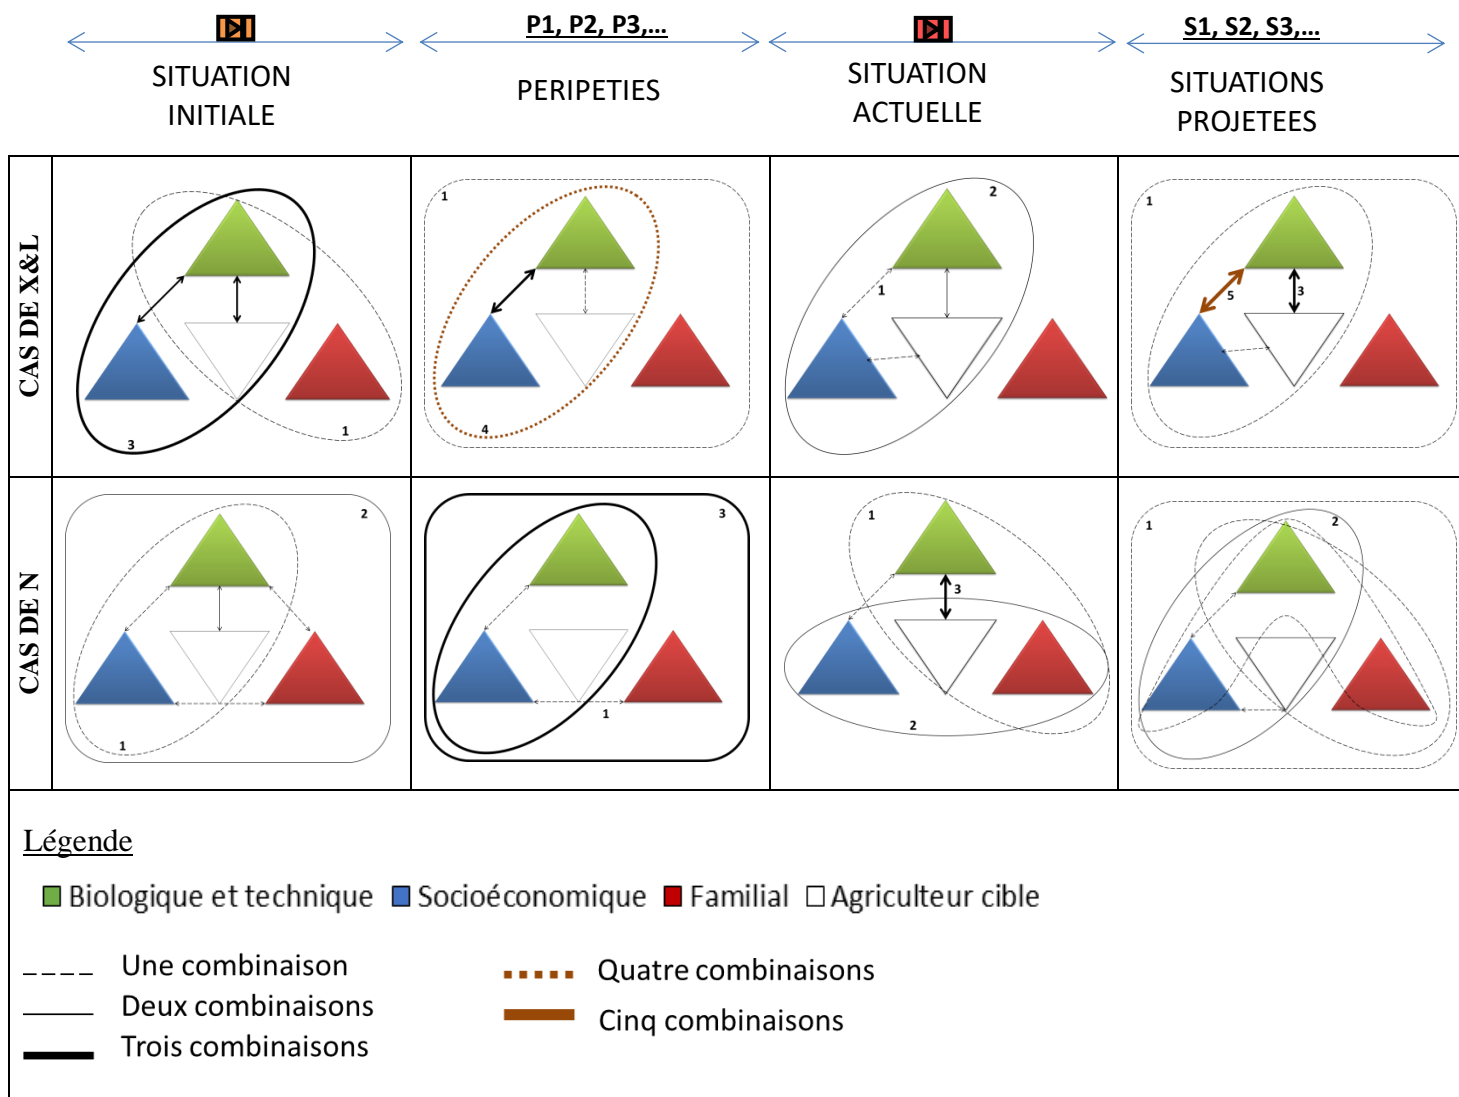 P1, P2, P3,...
S1, S2, S3,...
SITUATION
INITIALE
PERIPETIES
SITUATION
ACTUELLE
SITUATIONS
PROJETEES
CAS DE X&L
3
1
1
4
2
1
1
5
3
CAS DE N
2
1
3
1
1
3
2
1
2
Légende
Biologique et technique
Socioéconomique
Familial
Agriculteur cible
Une combinaison
Deux combinaisons
Trois combinaisons
Quatre combinaisons
Cinq combinaisons